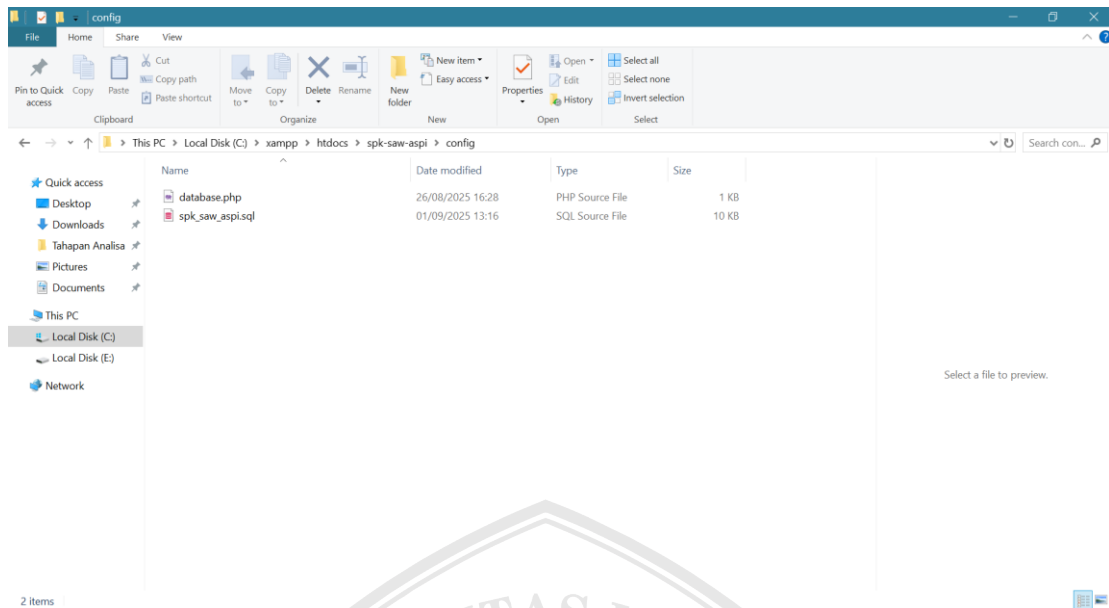 config
File Home Share View
Pin to Quick access
Copy
Paste
Cut
Copy path
Paste shortcut
Move to
Copy to
Delete
Rename
New folder
New item
Easy access
Properties
Open
Edit
History
Select all
Select none
Invert selection
Clipboard Organize New Open Select
This PC > Local Disk (C:) > xampp > htdocs > spk-saw-aspi > config
Search con...
Name Date modified Type Size
Quick access
Desktop
Downloads
Tahapan Analisa
Pictures
Documents
This PC
Local Disk (C:)
Local Disk (E:)
Network
database.php 26/08/2025 16:28 PHP Source File 1 KB
spk_saw_aspi.sql 01/09/2025 13:16 SQL Source File 10 KB
Select a file to preview.
2 items